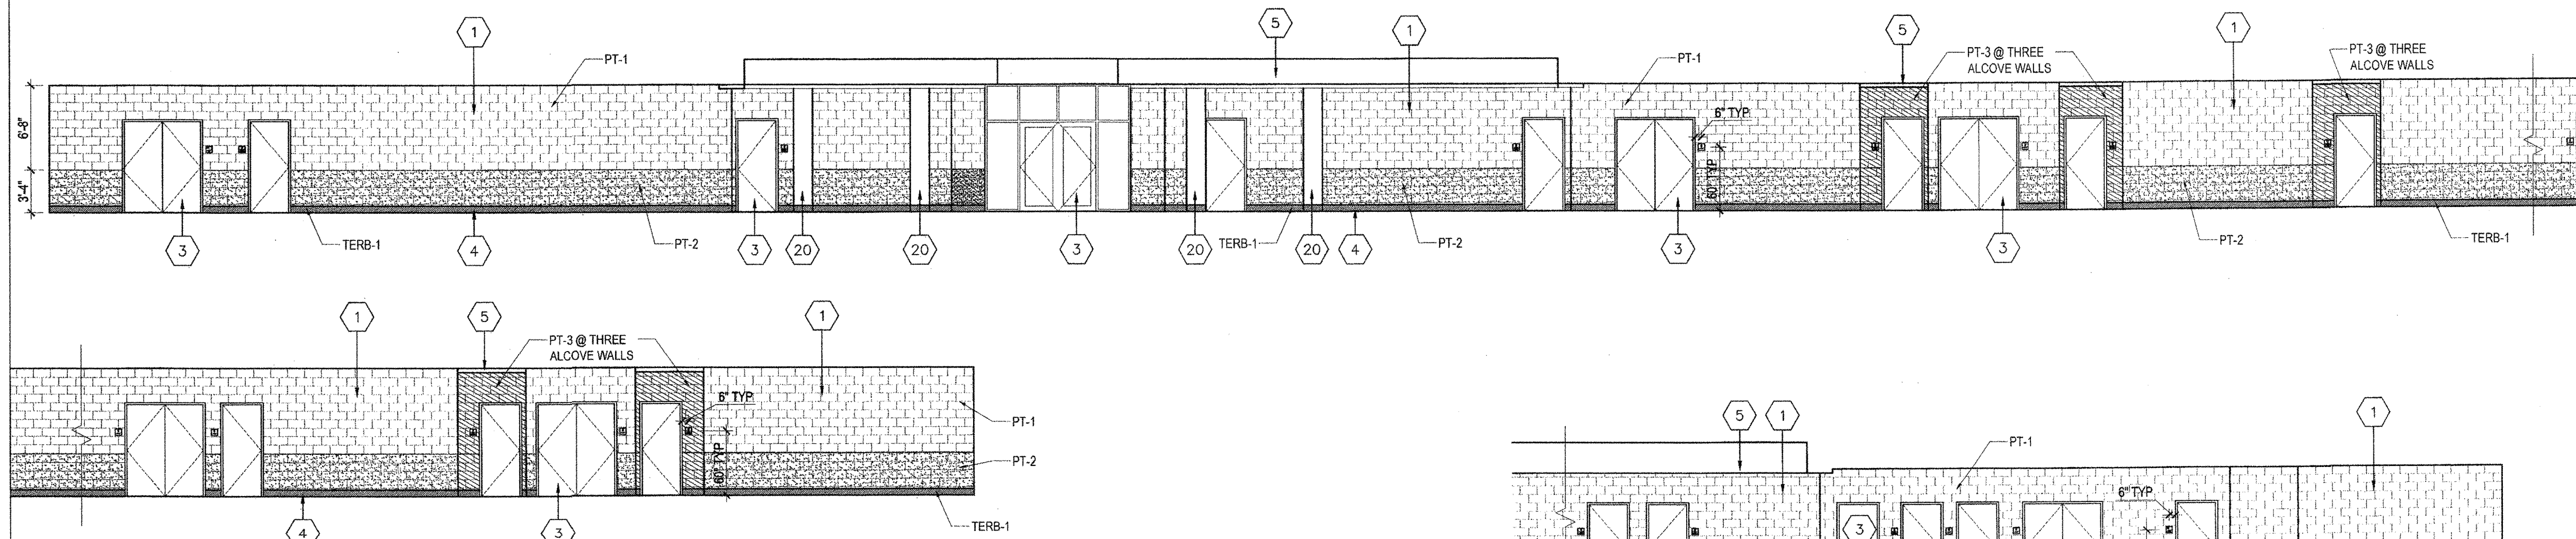 1
5
1
5
1
PT-1
PT-1
PT-3 @ THREE
ALCOVE WALLS
PT-3 @ THREE
ALCOVE WALLS
6'-8"
3'-4"
6" TYP
60" TYP
3
TERB-1
4
PT-2
3
20
20
3
20
TERB-1
20
4
PT-2
3
3
PT-2
TERB-1
1
5
PT-3 @ THREE
ALCOVE WALLS
1
6" TYP
60" TYP
PT-1
PT-2
TERB-1
4
3
5
1
PT-1
1
6" TYP
3